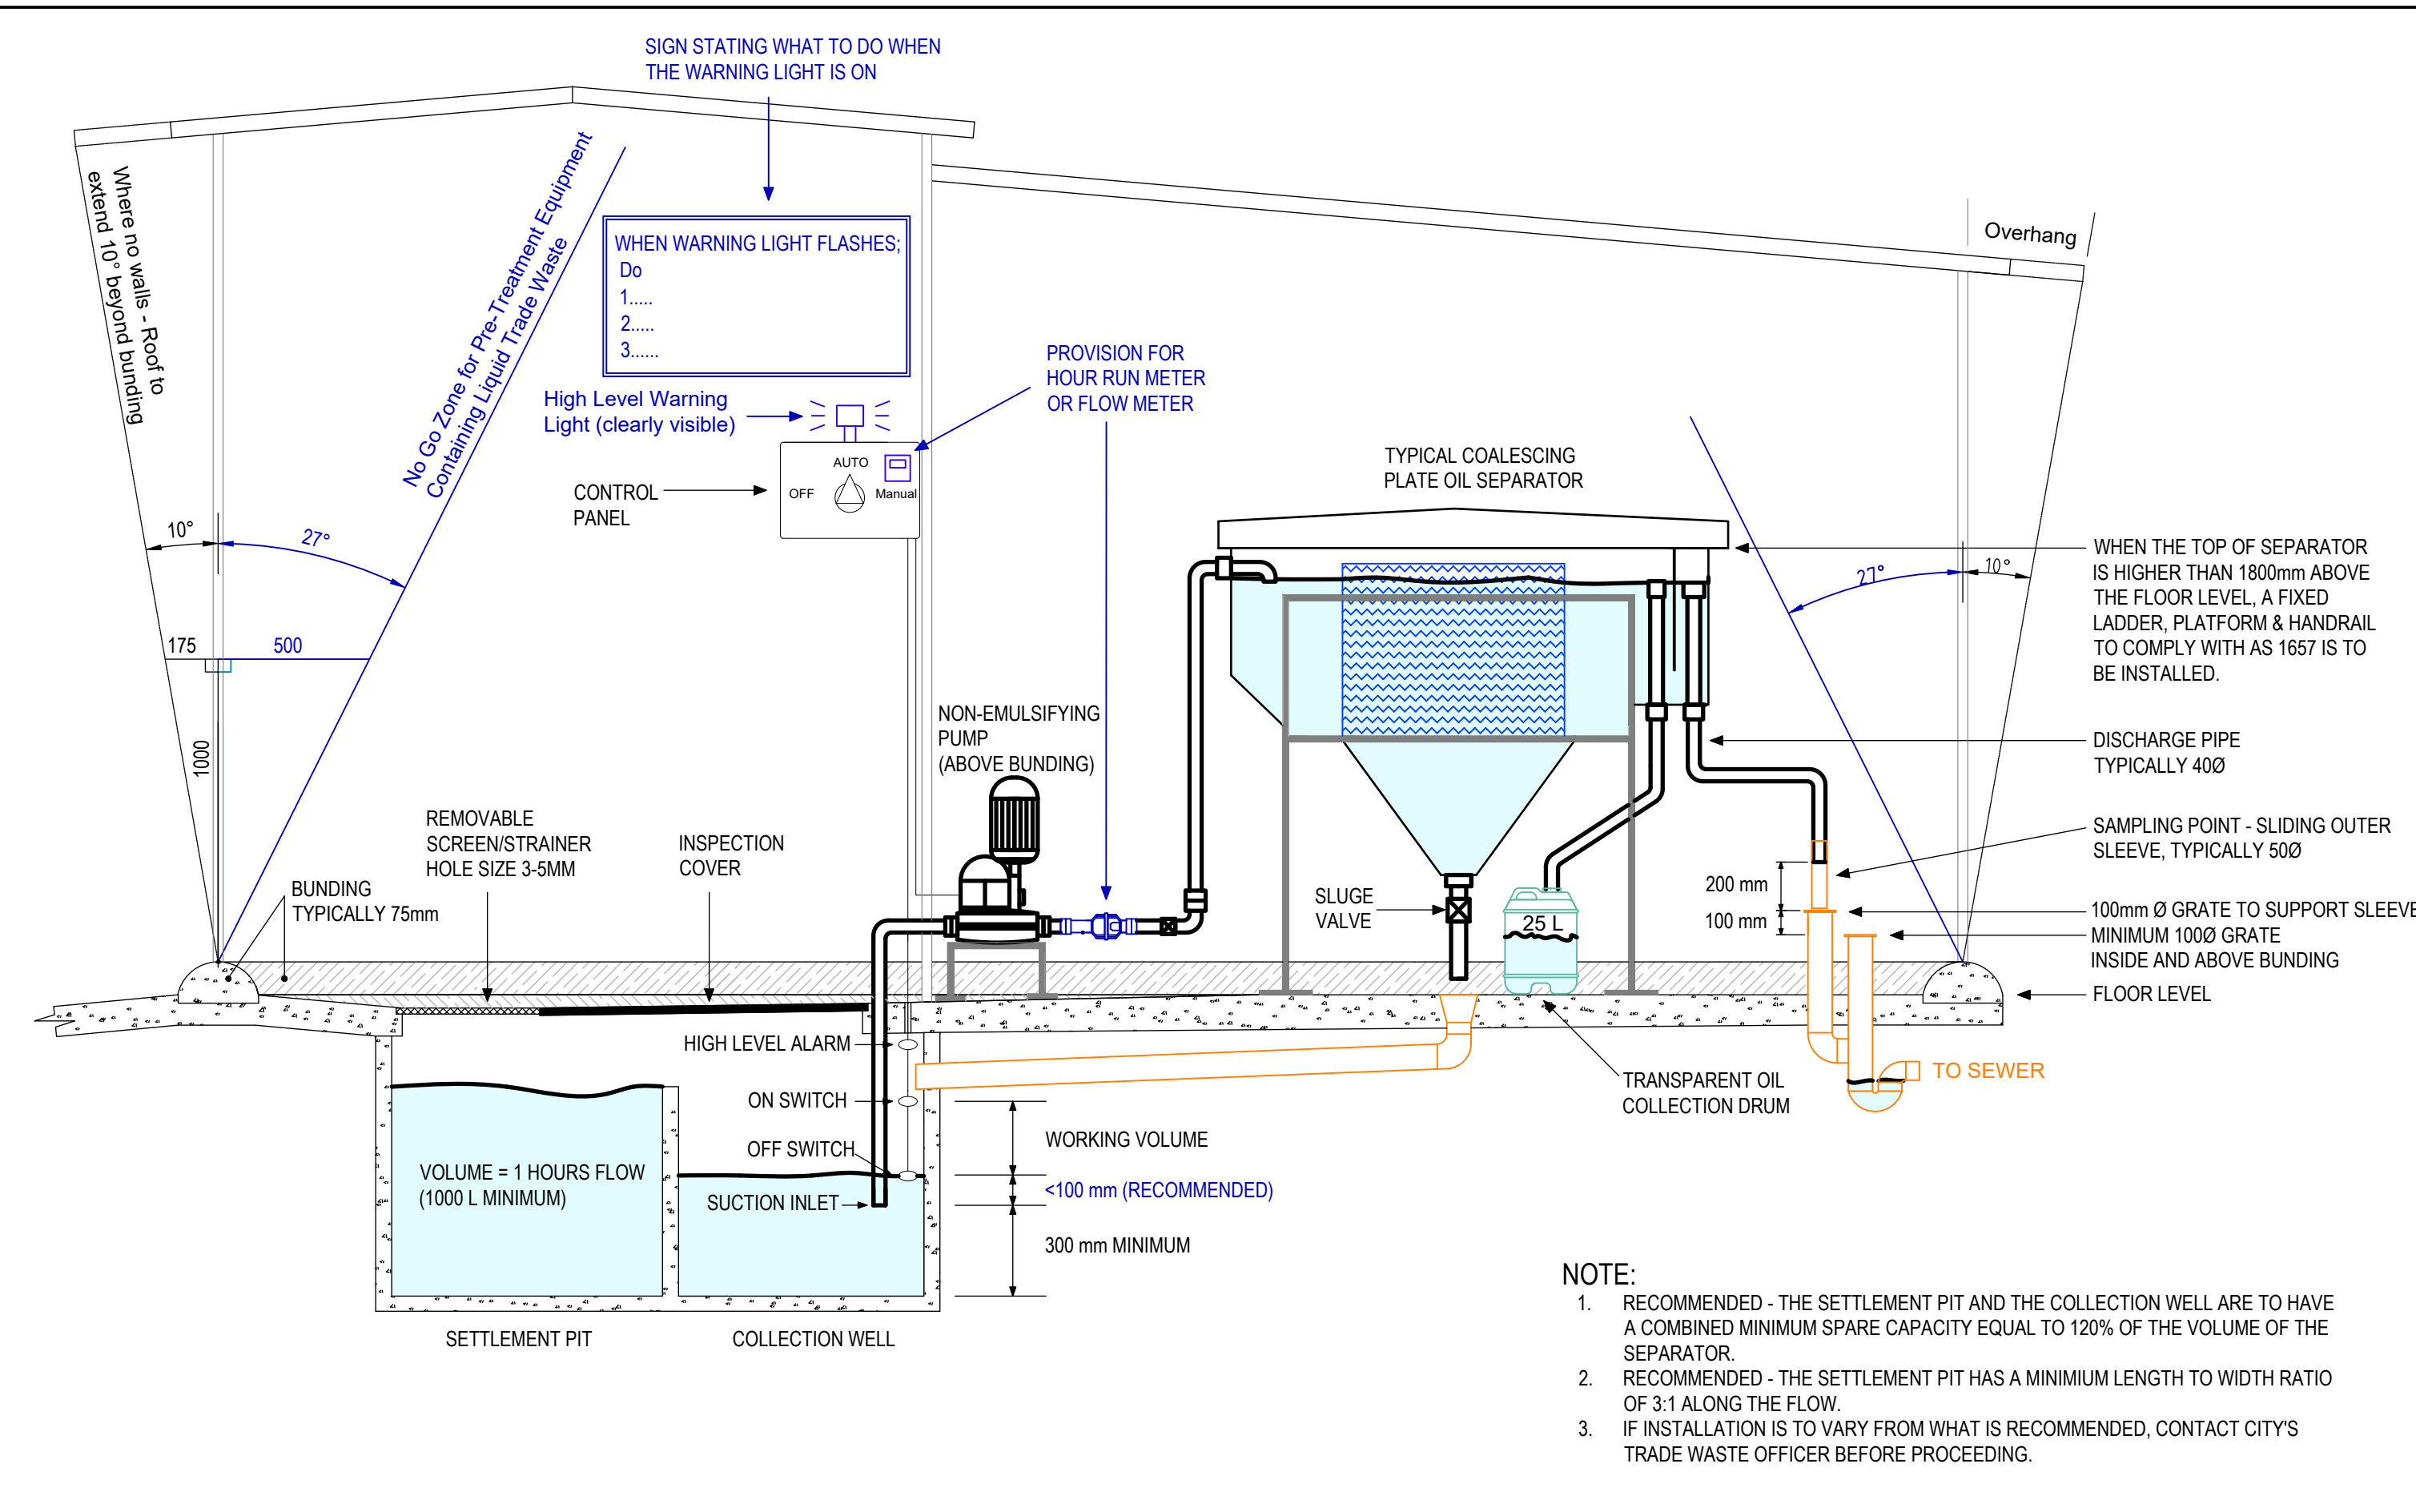 SIGN STATING WHAT TO DO WHEN
THE WARNING LIGHT IS ON
Where no walls - Roof to
extend 10° beyond bunding
No Go Zone for Pre-Treatment Equipment
Containing Liquid Trade Waste
WHEN WARNING LIGHT FLASHES;
Do
1.....
2.....
3......
Overhang
High Level Warning
Light (clearly visible)
PROVISION FOR
HOUR RUN METER
OR FLOW METER
CONTROL
PANEL
AUTO
OFF
Manual
TYPICAL COALESCING
PLATE OIL SEPARATOR
10°
27°
175
500
1000
27°
10°
WHEN THE TOP OF SEPARATOR
IS HIGHER THAN 1800mm ABOVE
THE FLOOR LEVEL, A FIXED
LADDER, PLATFORM & HANDRAIL
TO COMPLY WITH AS 1657 IS TO
BE INSTALLED.
NON-EMULSIFYING
PUMP
(ABOVE BUNDING)
DISCHARGE PIPE
TYPICALLY 40Ø
REMOVABLE
SCREEN/STRAINER
HOLE SIZE 3-5MM
INSPECTION
COVER
BUNDING
TYPICALLY 75mm
SAMPLING POINT - SLIDING OUTER
SLEEVE, TYPICALLY 50Ø
200 mm
100 mm
SLUGE
VALVE
25 L
100mm Ø GRATE TO SUPPORT SLEEVE
MINIMUM 100Ø GRATE
INSIDE AND ABOVE BUNDING
FLOOR LEVEL
HIGH LEVEL ALARM
ON SWITCH
OFF SWITCH
SUCTION INLET
TRANSPARENT OIL
COLLECTION DRUM
TO SEWER
VOLUME = 1 HOURS FLOW
(1000 L MINIMUM)
WORKING VOLUME
<100 mm (RECOMMENDED)
300 mm MINIMUM
SETTLEMENT PIT
COLLECTION WELL
NOTE:
1. RECOMMENDED - THE SETTLEMENT PIT AND THE COLLECTION WELL ARE TO HAVE
A COMBINED MINIMUM SPARE CAPACITY EQUAL TO 120% OF THE VOLUME OF THE
SEPARATOR.
2. RECOMMENDED - THE SETTLEMENT PIT HAS A MINIMIUM LENGTH TO WIDTH RATIO
OF 3:1 ALONG THE FLOW.
3. IF INSTALLATION IS TO VARY FROM WHAT IS RECOMMENDED, CONTACT CITY'S
TRADE WASTE OFFICER BEFORE PROCEEDING.